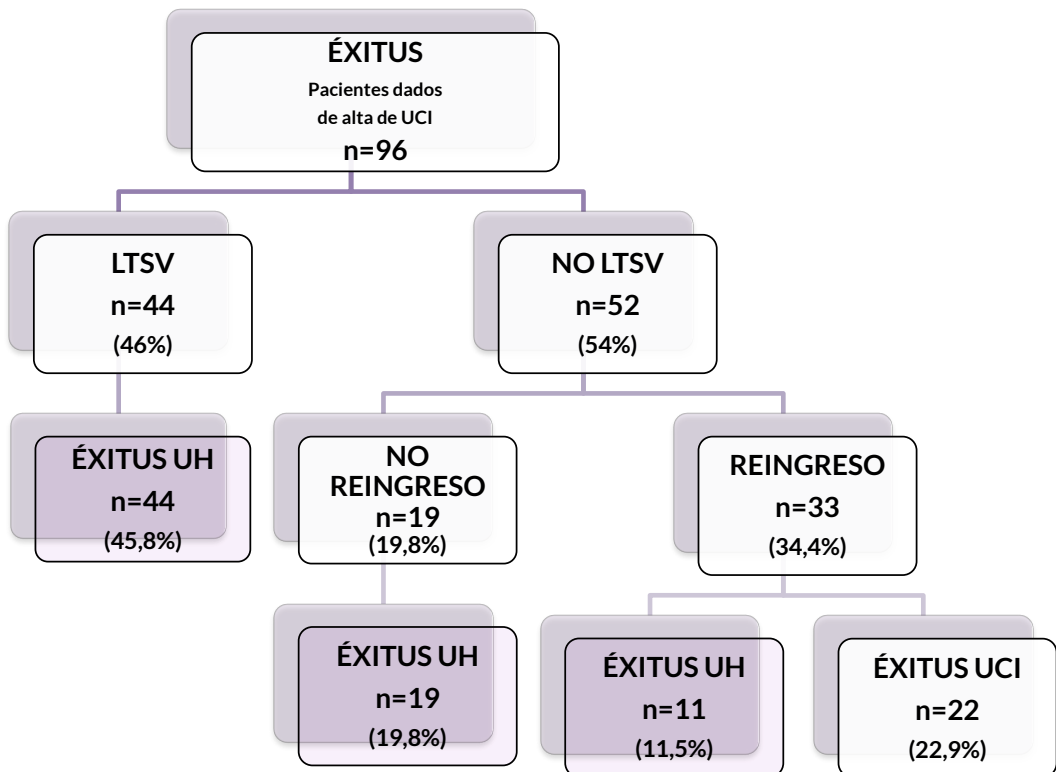 ÉXITUS
Pacientes dados
de alta de UCI
n=96
LTSV
n=44
(46%)
NO LTSV
n=52
(54%)
ÉXITUS UH
n=44
(45,8%)
NO
REINGRESO
n=19
(19,8%)
REINGRESO
n=33
(34,4%)
ÉXITUS UH
n=19
(19,8%)
ÉXITUS UH
n=11
(11,5%)
ÉXITUS UCI
n=22
(22,9%)